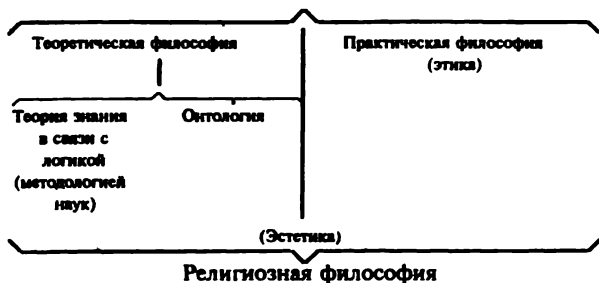 Теоретическая философия
Практическая философия
(этика)
Теория знания
в связи с
логикой
(методологией
наук)
Онтология
(Эстетика)
Религиозная философия